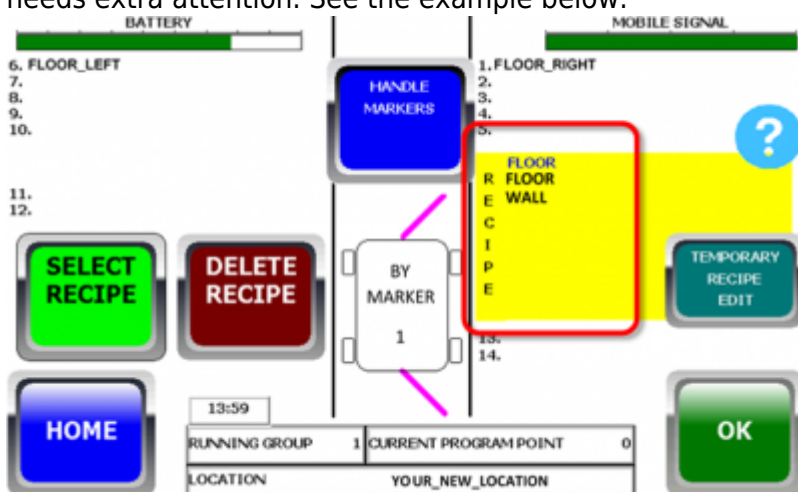 needs extra attention. See the example below:
BATTERY
MOBILE SIGNAL
6. FLOOR_LEFT
7.
8.
9.
10.
11.
12.
HANDLE
MARKERS
1. FLOOR_RIGHT
2.
3.
4.
5.
?
FLOOR
FLOOR
WALL
R
E
C
I
P
E
13.
14.
SELECT
RECIPE
DELETE
RECIPE
BY
MARKER
1
TEMPORARY
RECIPE
EDIT
HOME
13:59
OK
RUNNING GROUP 1 CURRENT PROGRAM POINT 0
LOCATION YOUR_NEW_LOCATION